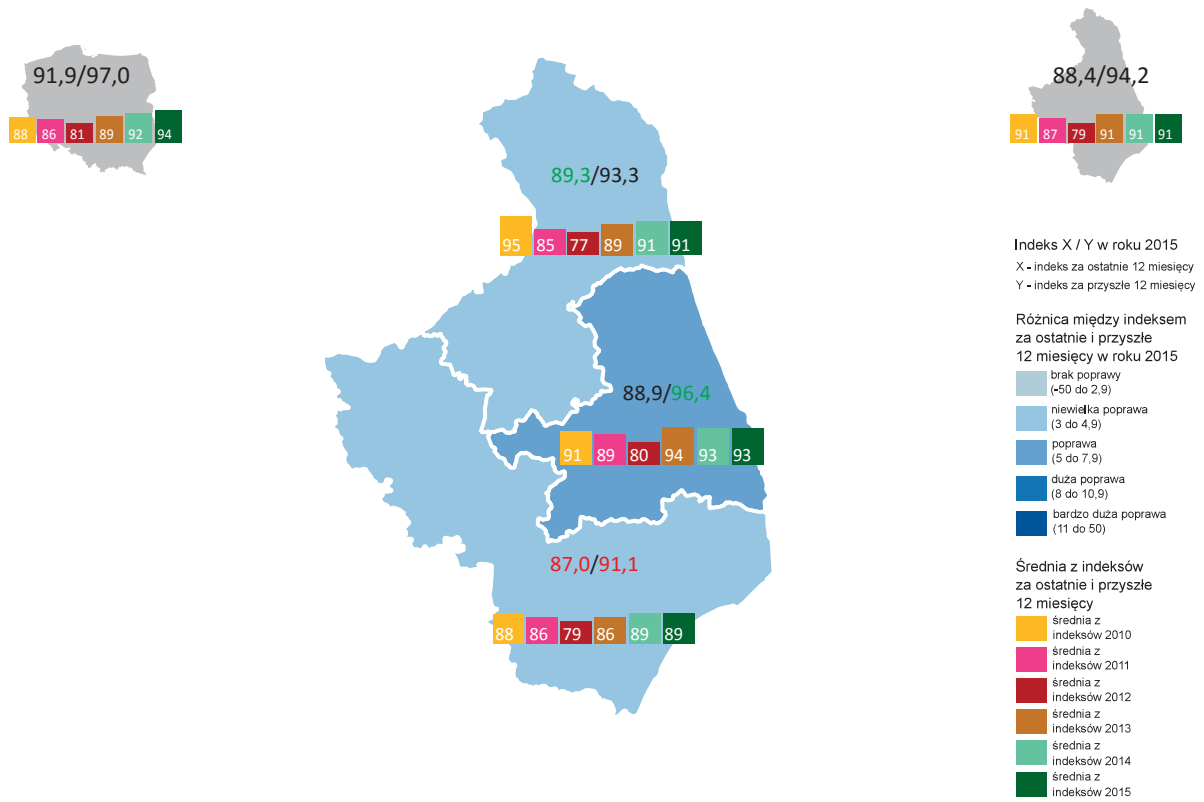 91,9/97,0
88 86 81 89 92 94
88,4/94,2
91 87 79 91 91 91
89,3/93,3
95 85 77 89 91 91
88,9/96,4
91 89 80 94 93 93
87,0/91,1
88 86 79 86 89 89
Indeks X / Y w roku 2015
X - indeks za ostatnie 12 miesięcy
Y - indeks za przyszłe 12 miesięcy
Różnica między indeksem
za ostatnie i przyszłe
12 miesięcy w roku 2015
brak poprawy
(-50 do 2,9)
niewielka poprawa
(3 do 4,9)
poprawa
(5 do 7,9)
duża poprawa
(8 do 10,9)
bardzo duża poprawa
(11 do 50)
Średnia z indeksów
za ostatnie i przyszłe
12 miesięcy
średnia z
indeksów 2010
średnia z
indeksów 2011
średnia z
indeksów 2012
średnia z
indeksów 2013
średnia z
indeksów 2014
średnia z
indeksów 2015